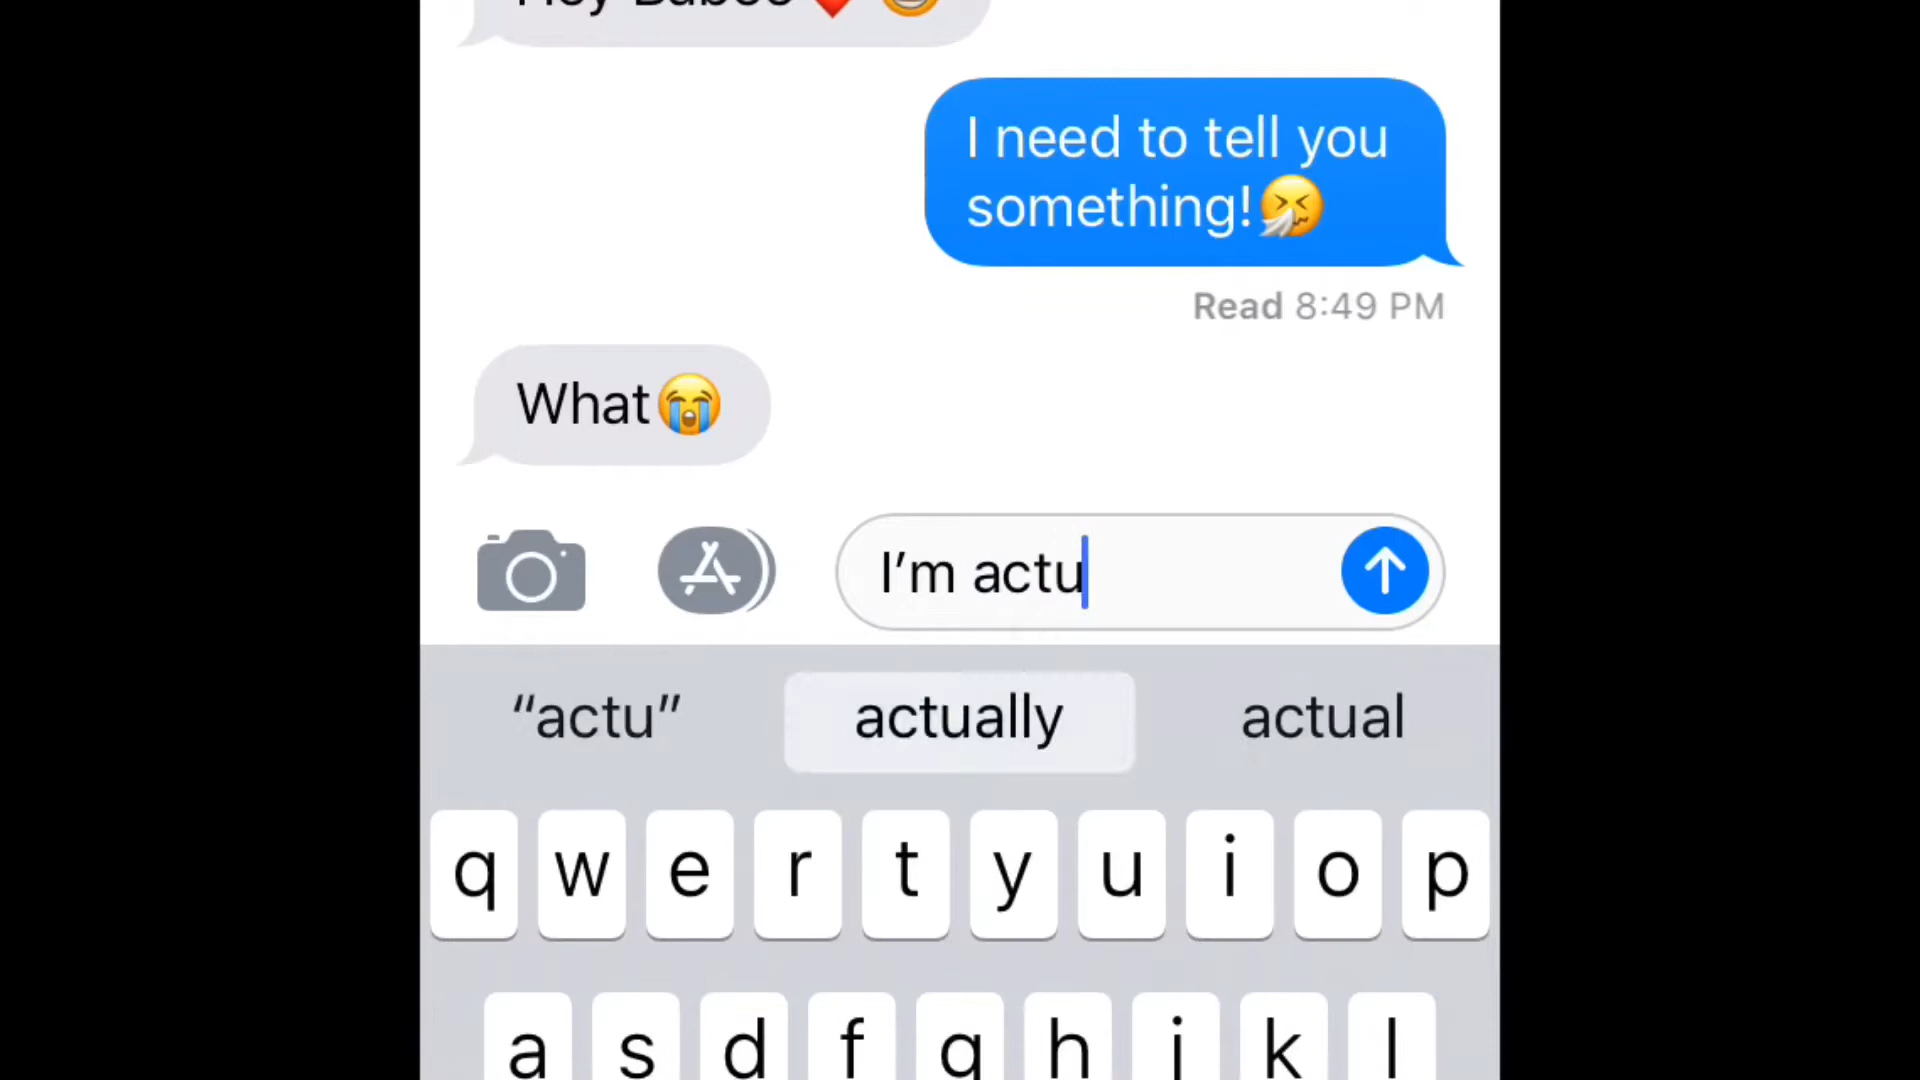 I need to tell you
something!🤧
Read 8:49 PM
What😭
I’m actu
“actu” actually actual
q w e r t y u i o p
a s d f g h j k l